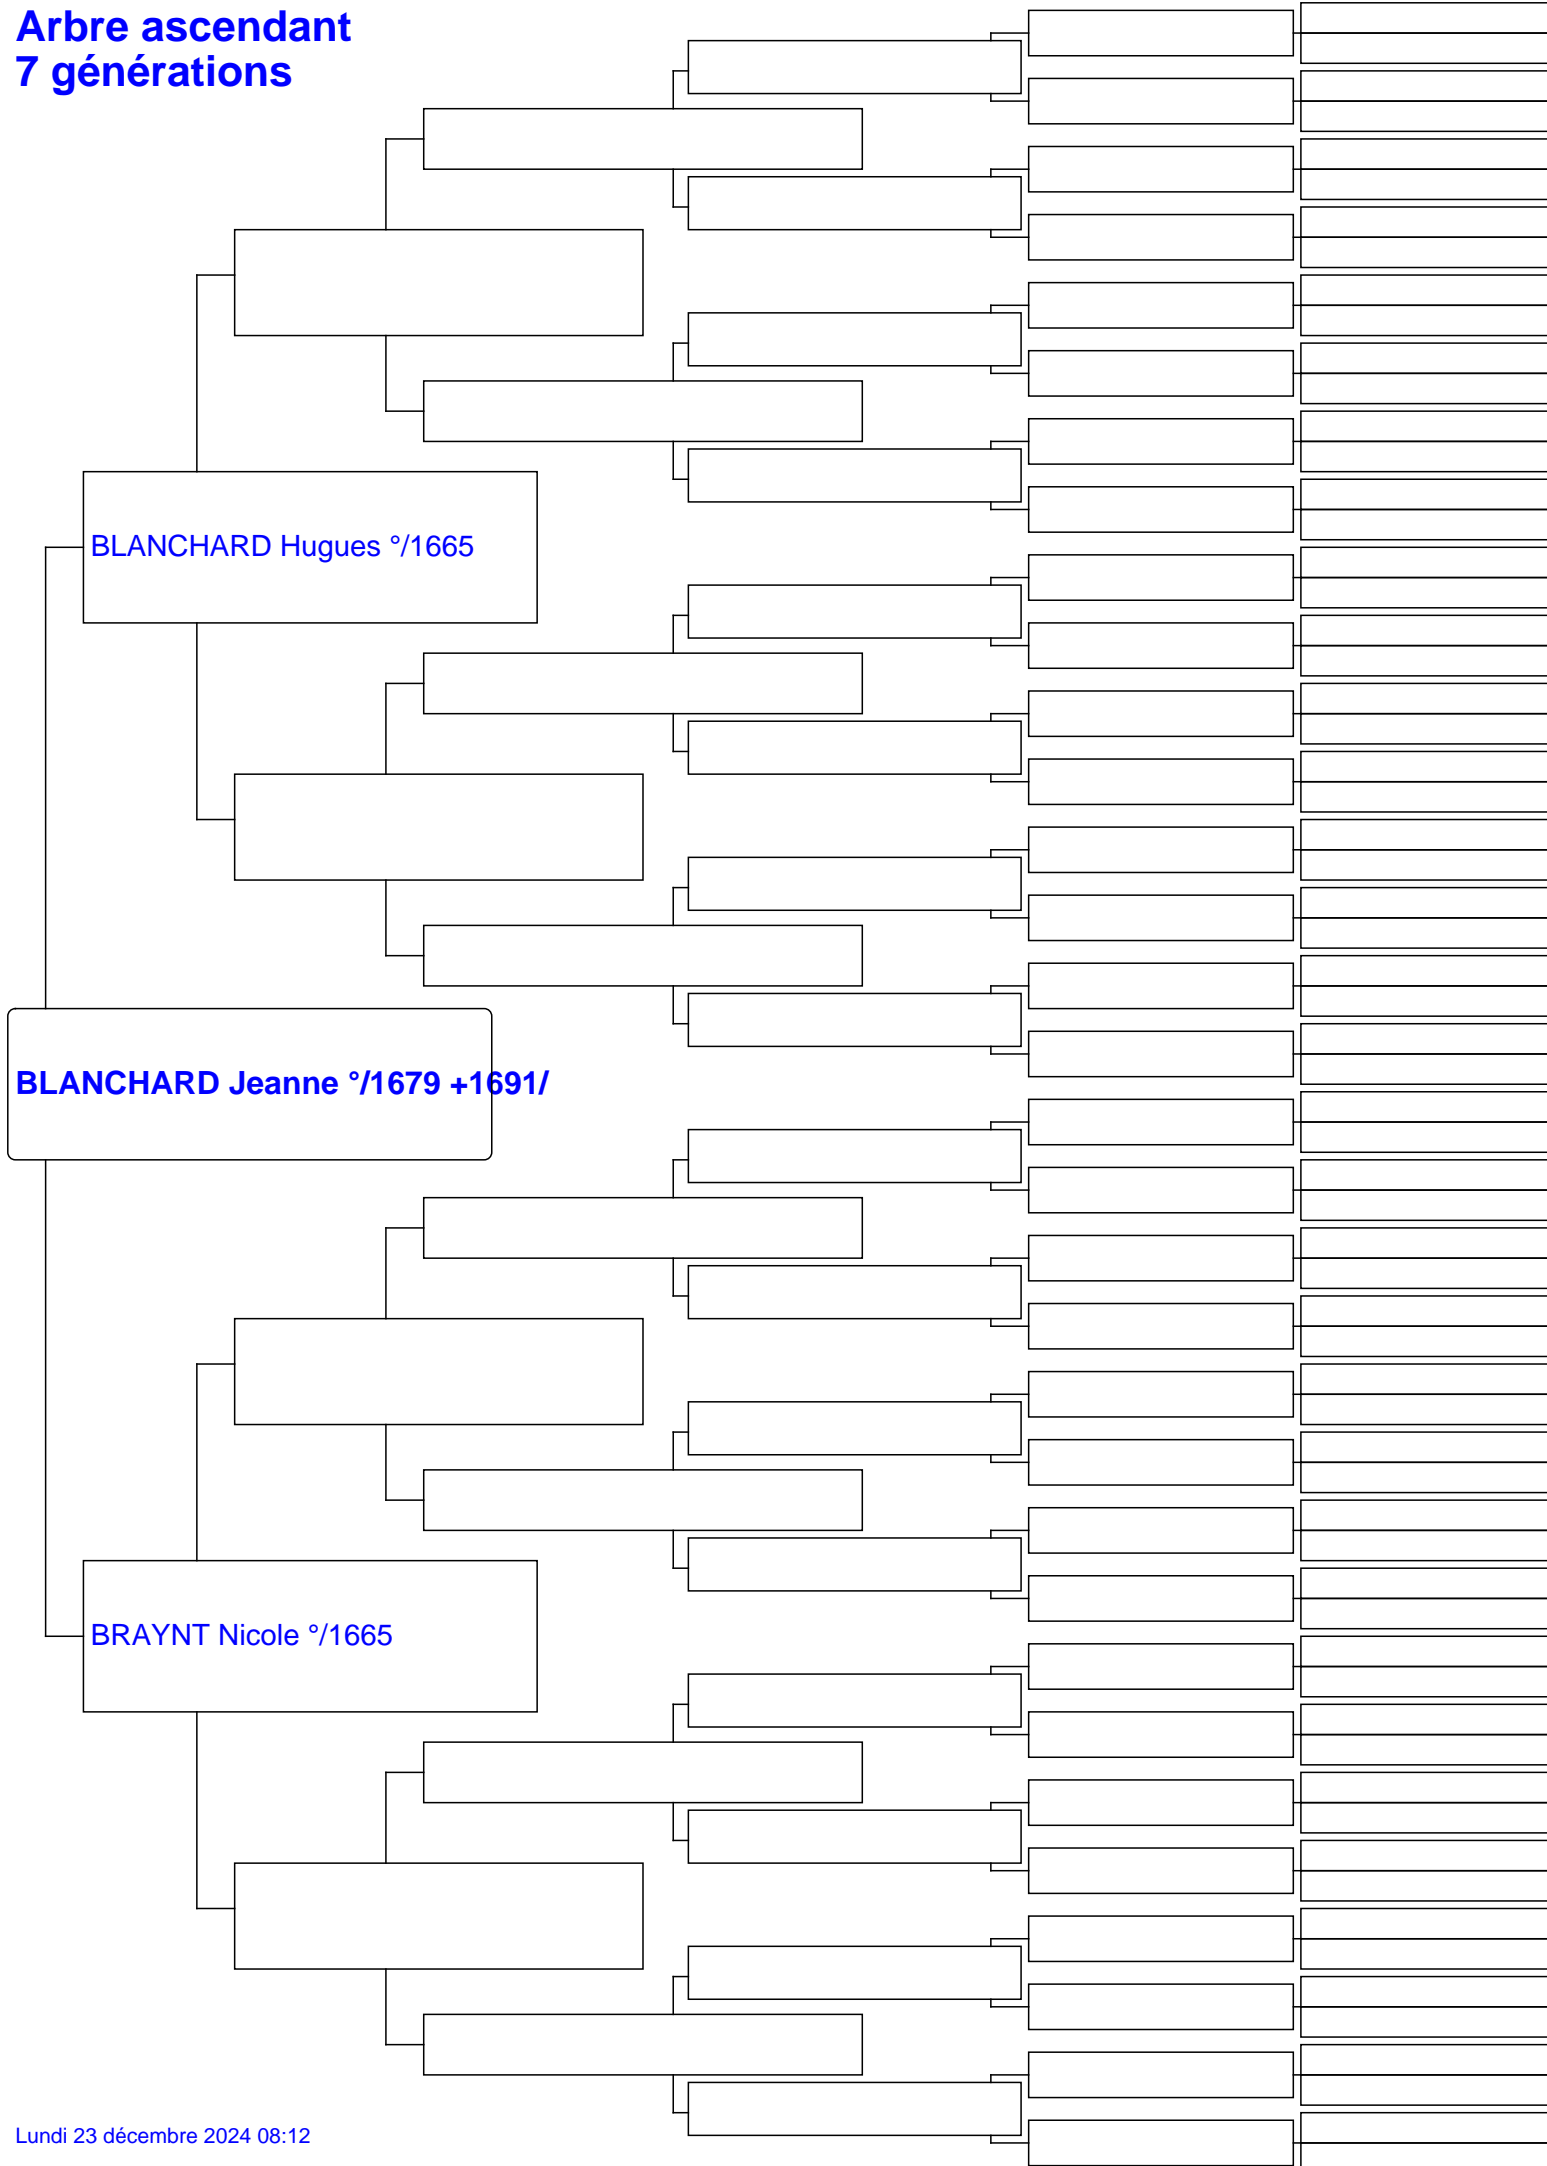 Arbre ascendant
7 générations
BLANCHARD Hugues °/1665
BLANCHARD Jeanne °/1679 +1691/
BRAYNT Nicole °/1665
Lundi 23 décembre 2024 08:12